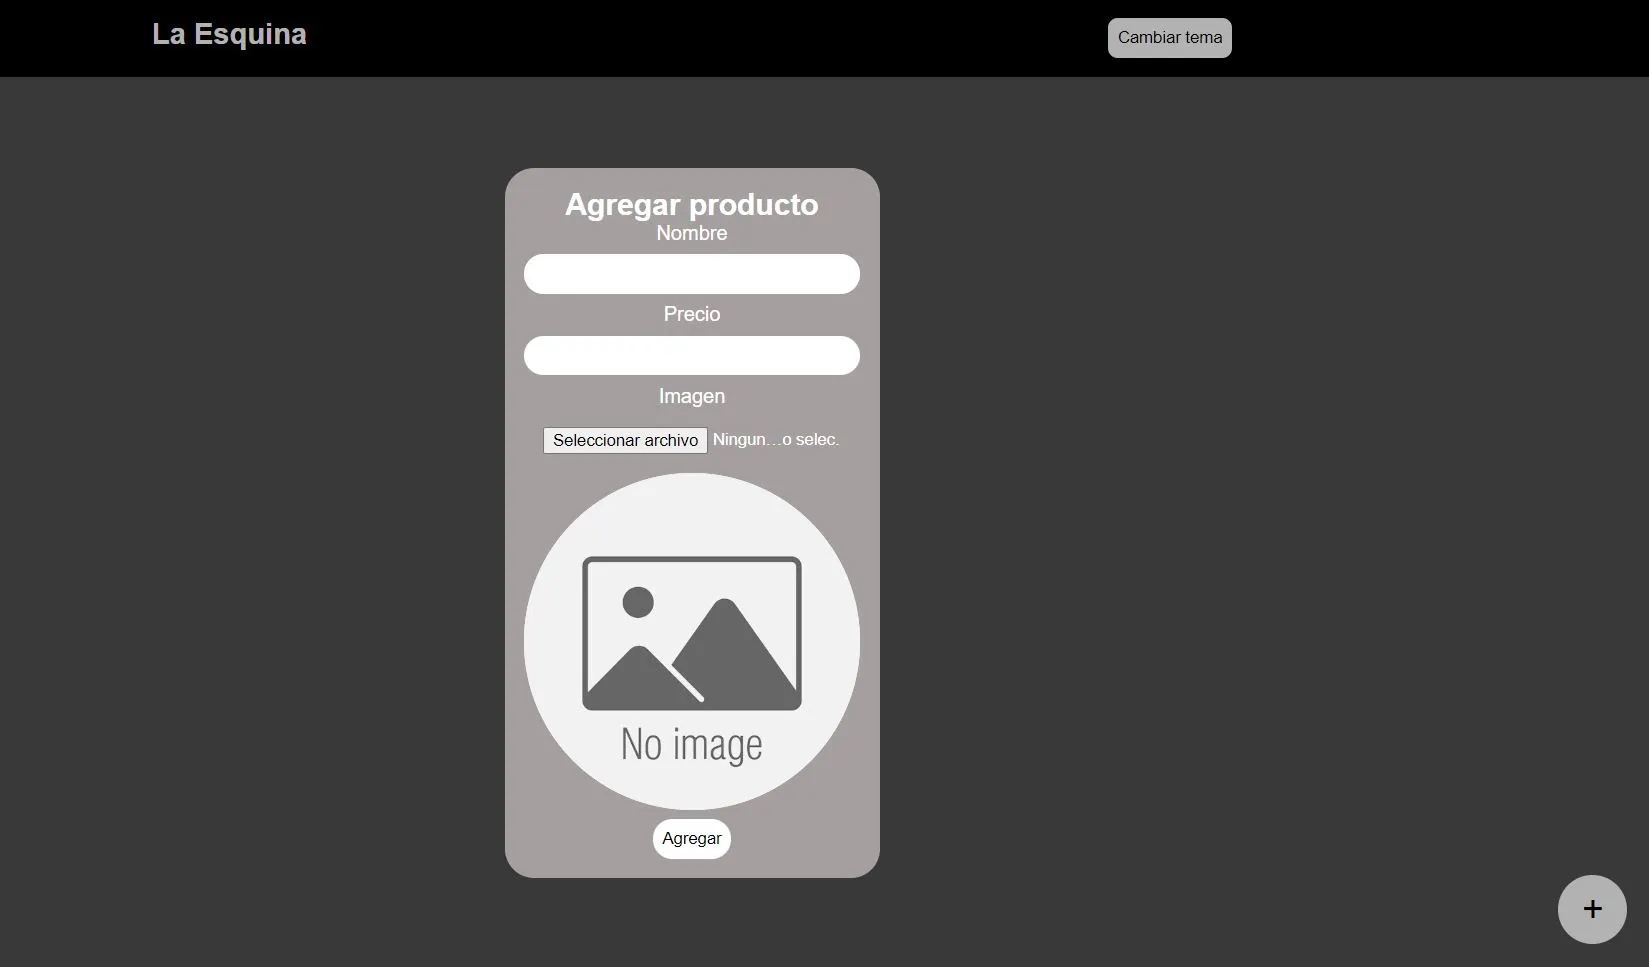 La Esquina
Cambiar tema
Agregar producto
Nombre
Precio
Imagen
Seleccionar archivo Ningun…o selec.
No image
Agregar
+